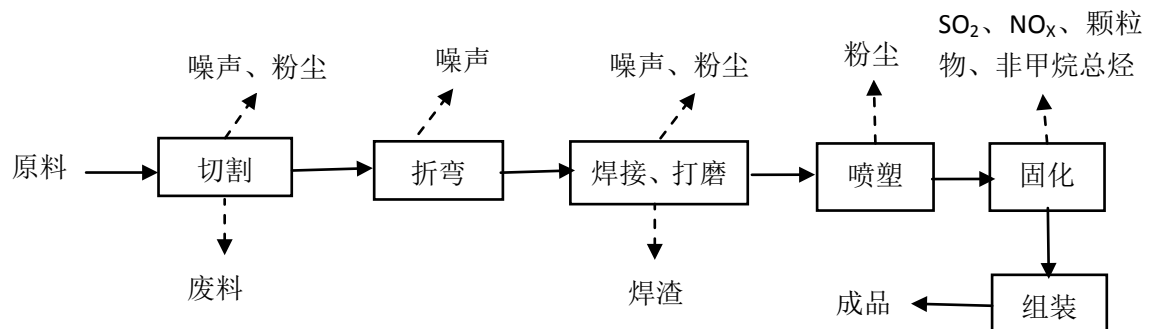 SO₂、NOₓ、颗粒
物、非甲烷总烃
噪声、粉尘
噪声
噪声、粉尘
粉尘
原料
切割
折弯
焊接、打磨
喷塑
固化
废料
焊渣
成品
组装